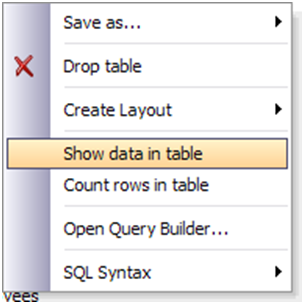 Save as...
Drop table
Create Layout
Show data in table
Count rows in table
Open Query Builder...
SQL Syntax
yees